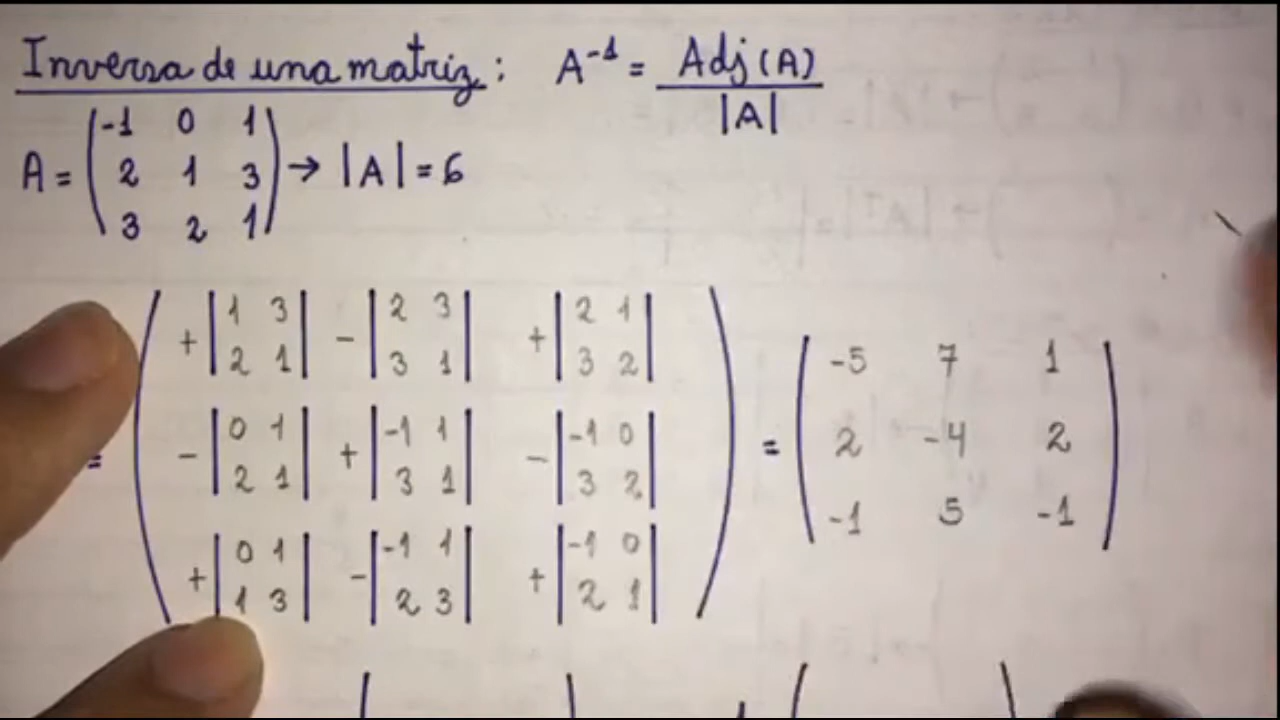 Inversa de una matriz: A⁻¹ = Adj(A) / |A|
A = (-1 0 1
2 1 3
3 2 1) → |A| = 6
= ( +|1 3| -|2 3| +|2 1| ) = ( -5 7 1 )
|2 1| |3 1| |3 2|
-|0 1| +|-1 1| -|-1 0| 2 -4 2
|2 1| |3 1| |3 2|
+|0 1| -|-1 1| +|-1 0| -1 5 -1
|1 3| |2 3| |2 1|